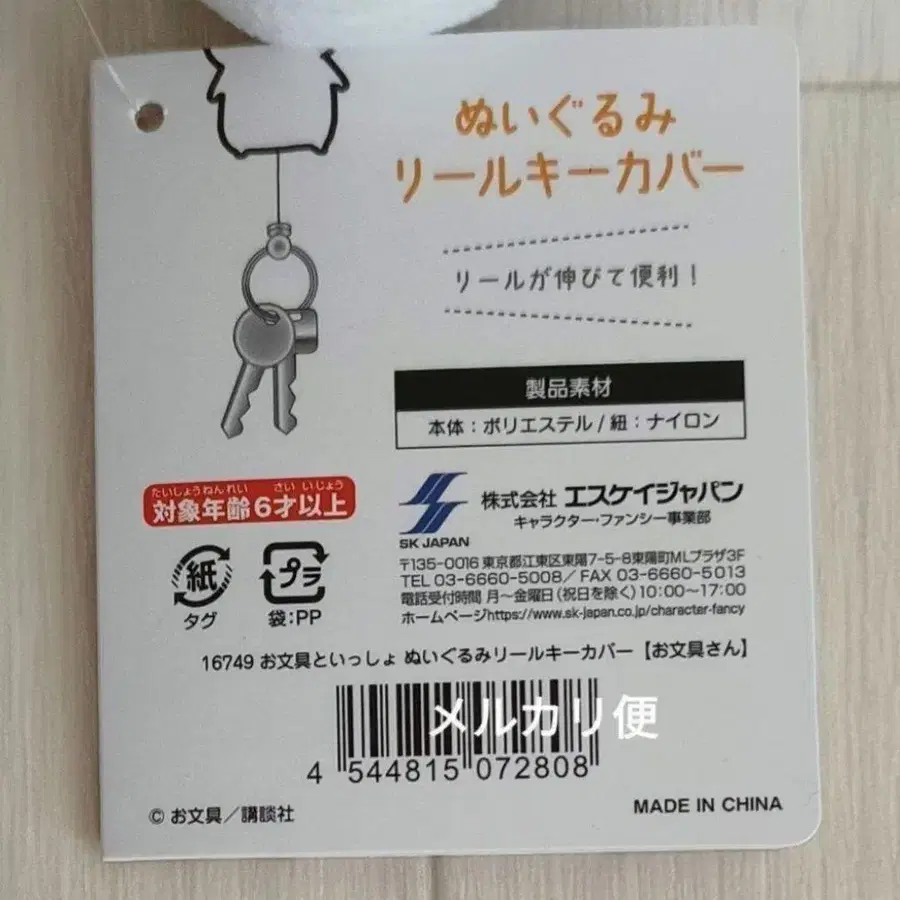 ぬいぐるみ
リールキーカバー
リールが伸びて便利!
製品素材
本体:ポリエステル/紐:ナイロン
たいしょうねんれい さい いじょう
対象年齢6才以上
SK JAPAN
株式会社 エスケイジャパン
キャラクター・ファンシー事業部
〒135-0016 東京都江東区東陽7-5-8東陽町MLプラザ3F
TEL 03-6660-5008/FAX 03-6660-5013
電話受付時間 月~金曜日(祝日を除く)10:00~17:00
ホームページhttps://www.sk-japan.co.jp/character-fancy
紙
タグ
プラ
袋:PP
16749 お文具といっしょ ぬいぐるみリールキーカバー【お文具さん】
メルカリ便
4 544815 072808
© お文具/講談社
MADE IN CHINA